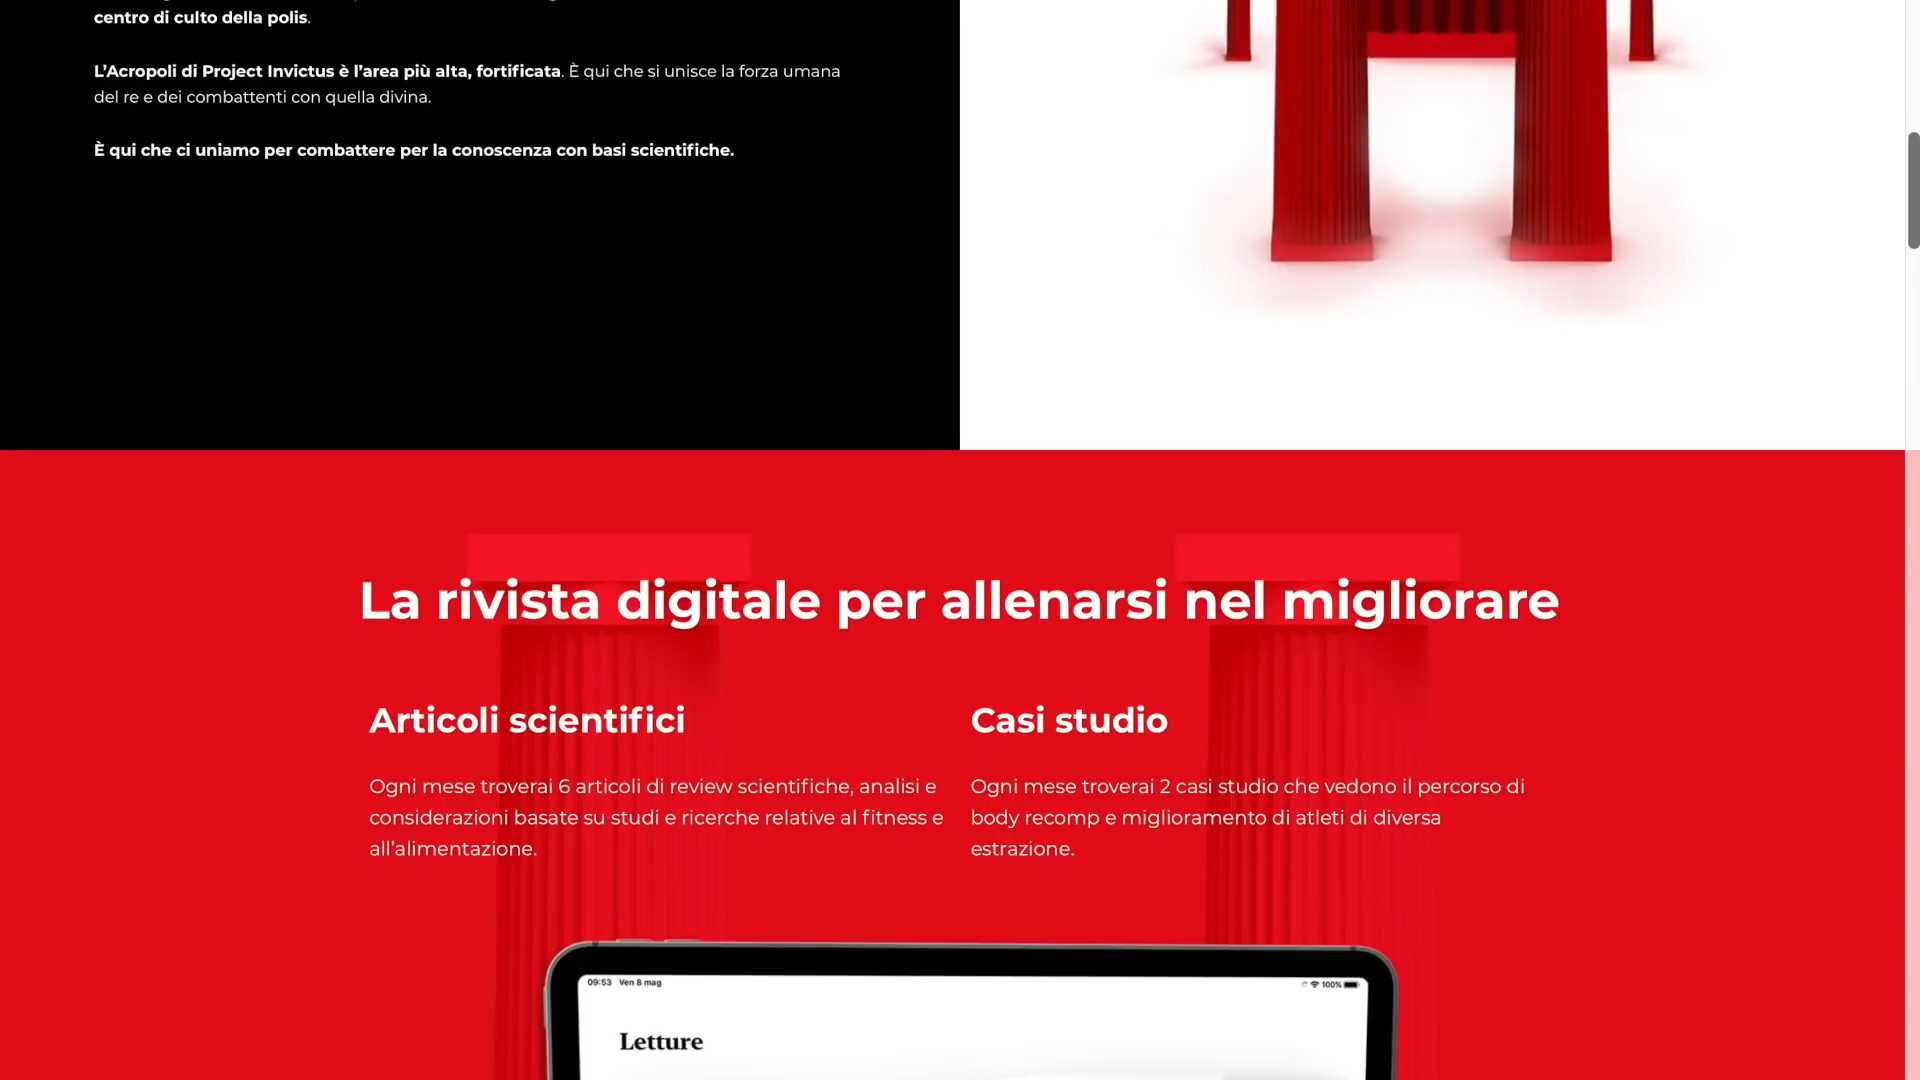 centro di culto della polis.
L'Acropoli di Project Invictus è l'area più alta, fortificata. È qui che si unisce la forza umana
del re e dei combattenti con quella divina.
È qui che ci uniamo per combattere per la conoscenza con basi scientifiche.
La rivista digitale per allenarsi nel migliorare
Articoli scientifici
Ogni mese troverai 6 articoli di review scientifiche, analisi e
considerazioni basate su studi e ricerche relative al fitness e
all'alimentazione.
Casi studio
Ogni mese troverai 2 casi studio che vedono il percorso di
body recomp e miglioramento di atleti di diversa
estrazione.
09:53 Ven 8 mag
100%
Letture